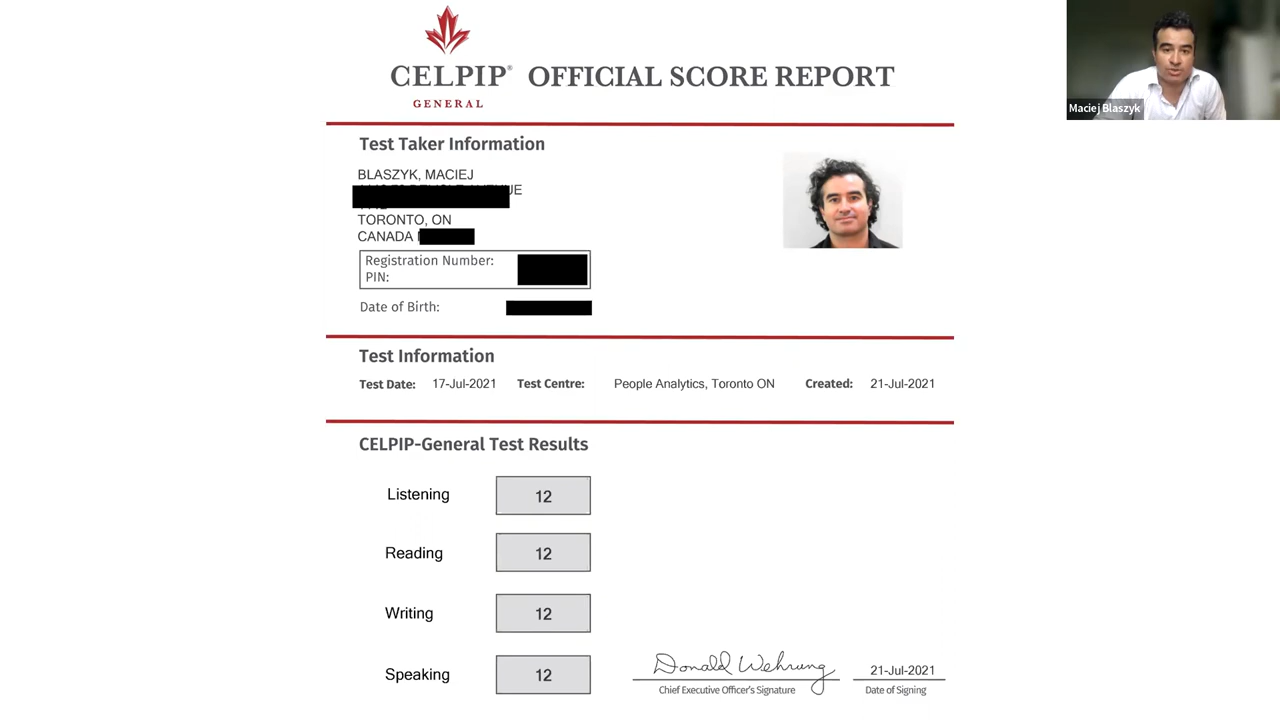 CELPIP® OFFICIAL SCORE REPORT
GENERAL
Maciej Blaszyk
Test Taker Information
BLASZYK, MACIEJ
TORONTO, ON
CANADA
Registration Number:
PIN:
Date of Birth:
Test Information
Test Date: 17-Jul-2021 Test Centre: People Analytics, Toronto ON Created: 21-Jul-2021
CELPIP-General Test Results
Listening 12
Reading 12
Writing 12
Speaking 12
Donald Wehrung 21-Jul-2021
Chief Executive Officer's Signature Date of Signing